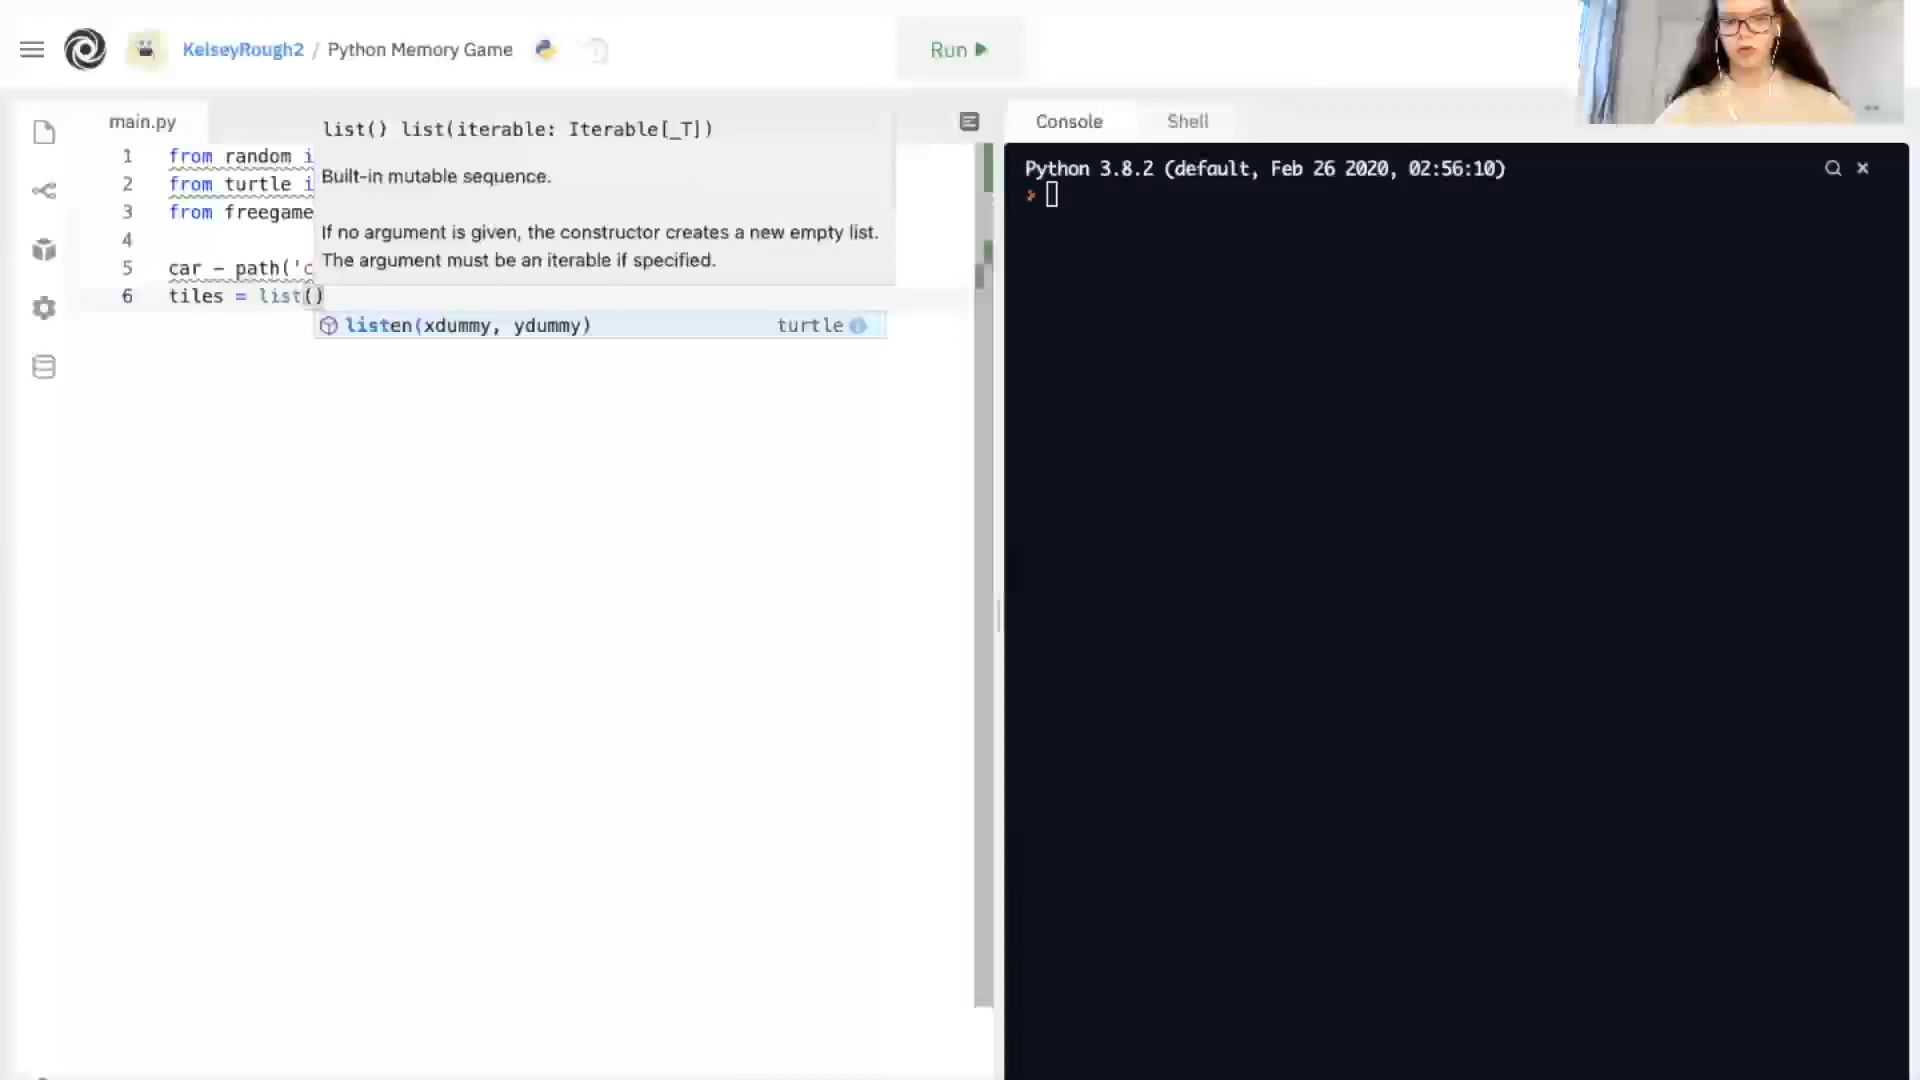 KelseyRough2 / Python Memory Game
Run
main.py
Console
Shell
1 from random i
2 from turtle i
3 from freegame
4
5 car - path('c
6 tiles = list()
list() list(iterable: Iterable[_T])
Built-in mutable sequence.
If no argument is given, the constructor creates a new empty list.
The argument must be an iterable if specified.
listen(xdummy, ydummy) turtle
Python 3.8.2 (default, Feb 26 2020, 02:56:10)